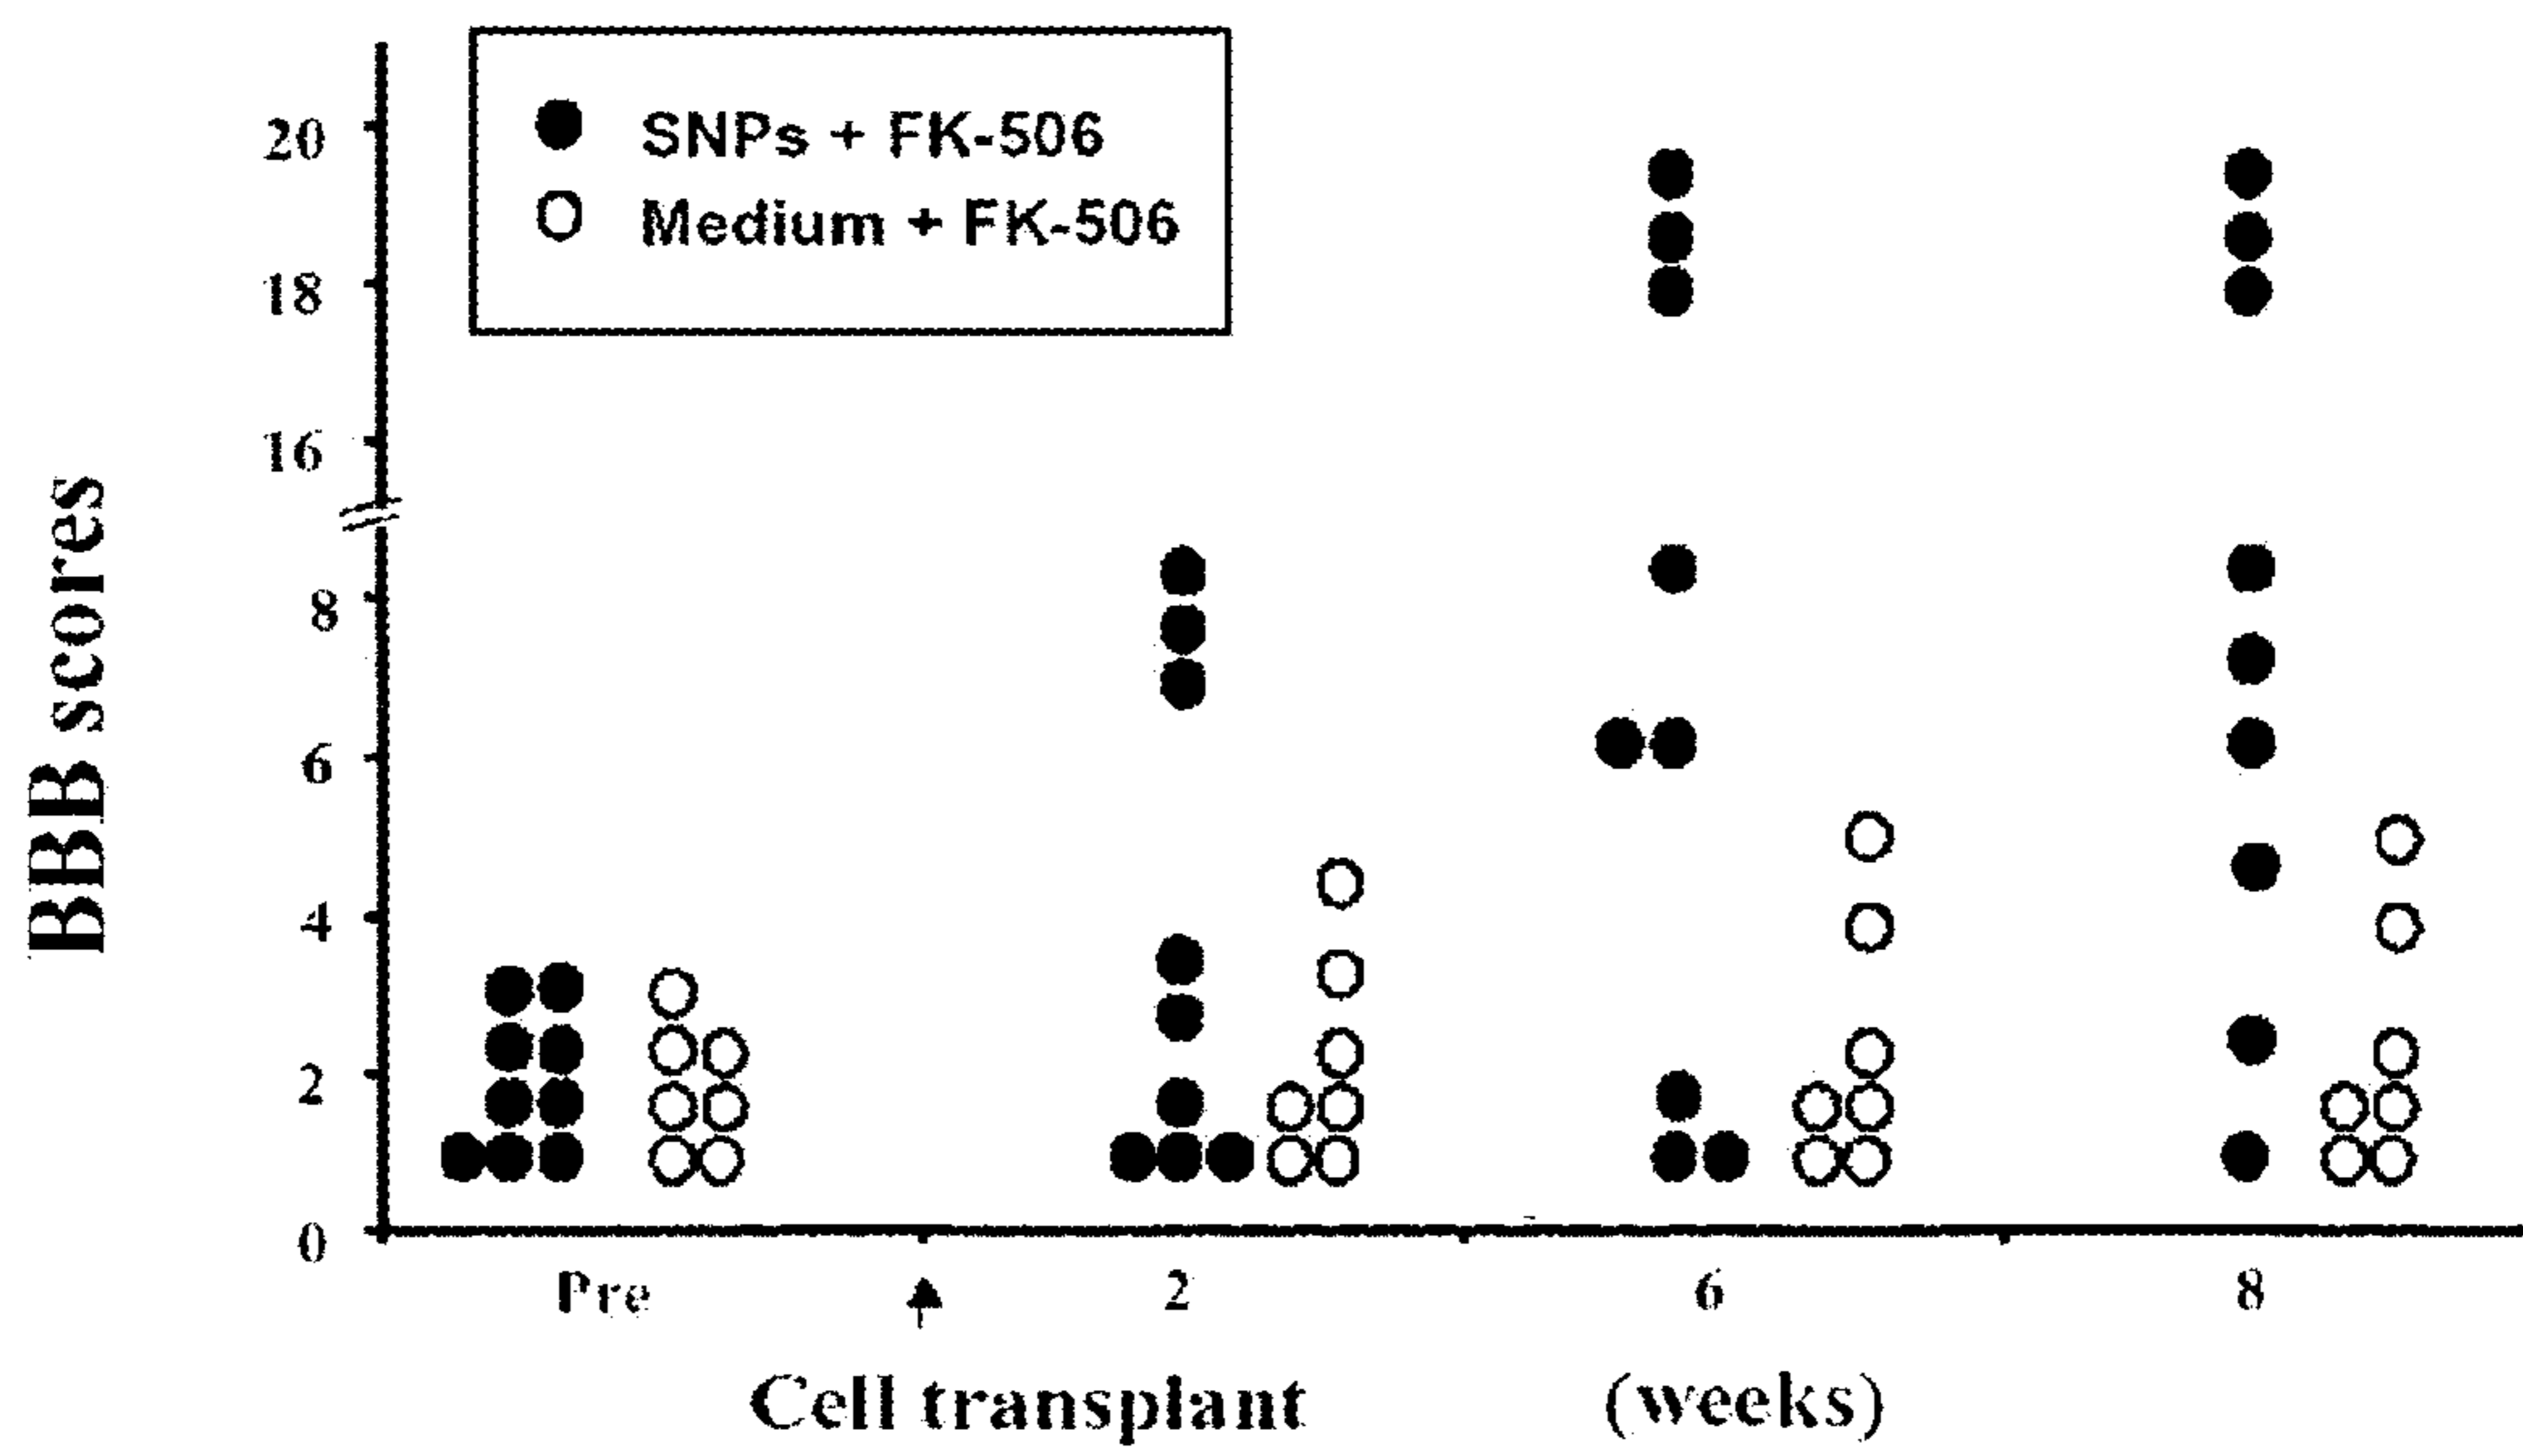 SNPs + FK-506
Medium + FK-506
BBB scores
20
18
16
8
6
4
2
0
Pre
2
6
8
Cell transplant
(weeks)